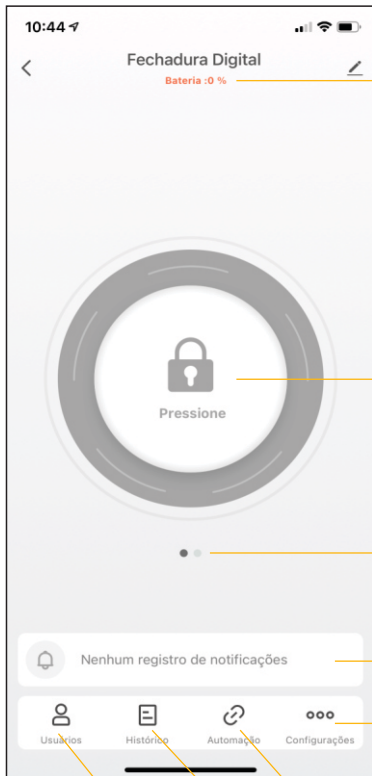 10:44
Fechadura Digital
Bateria :0 %
Pressione
Nenhum registro de notificações
Usuários Histórico Automação Configurações